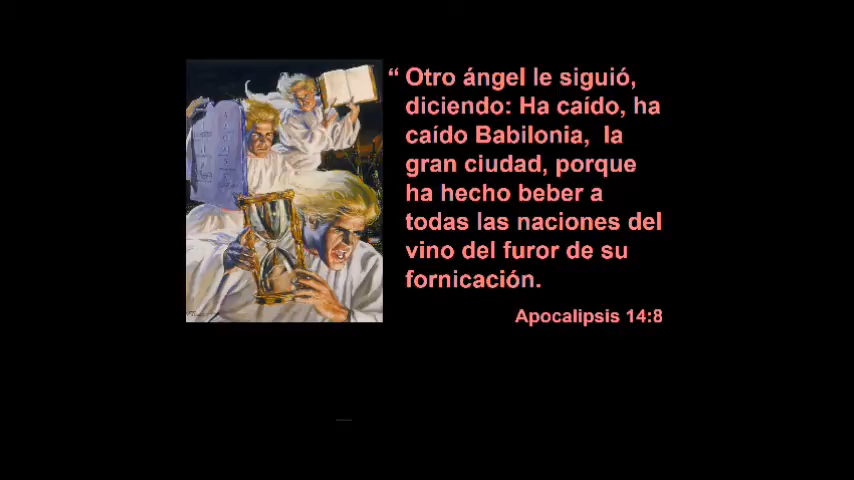 “ Otro ángel le siguió,
diciendo: Ha caído, ha
caído Babilonia,  la
gran ciudad, porque
ha hecho beber a
todas las naciones del
vino del furor de su
fornicación.
Apocalipsis 14:8